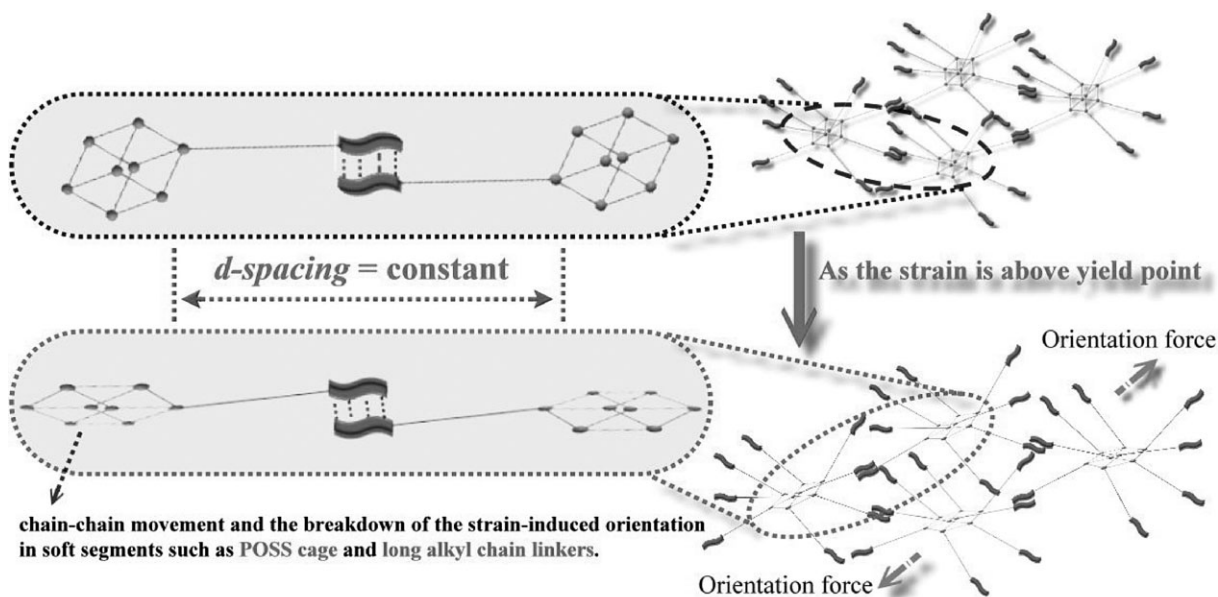 d-spacing = constant
As the strain is above yield point
Orientation force
chain-chain movement and the breakdown of the strain-induced orientation
in soft segments such as POSS cage and long alkyl chain linkers.
Orientation force